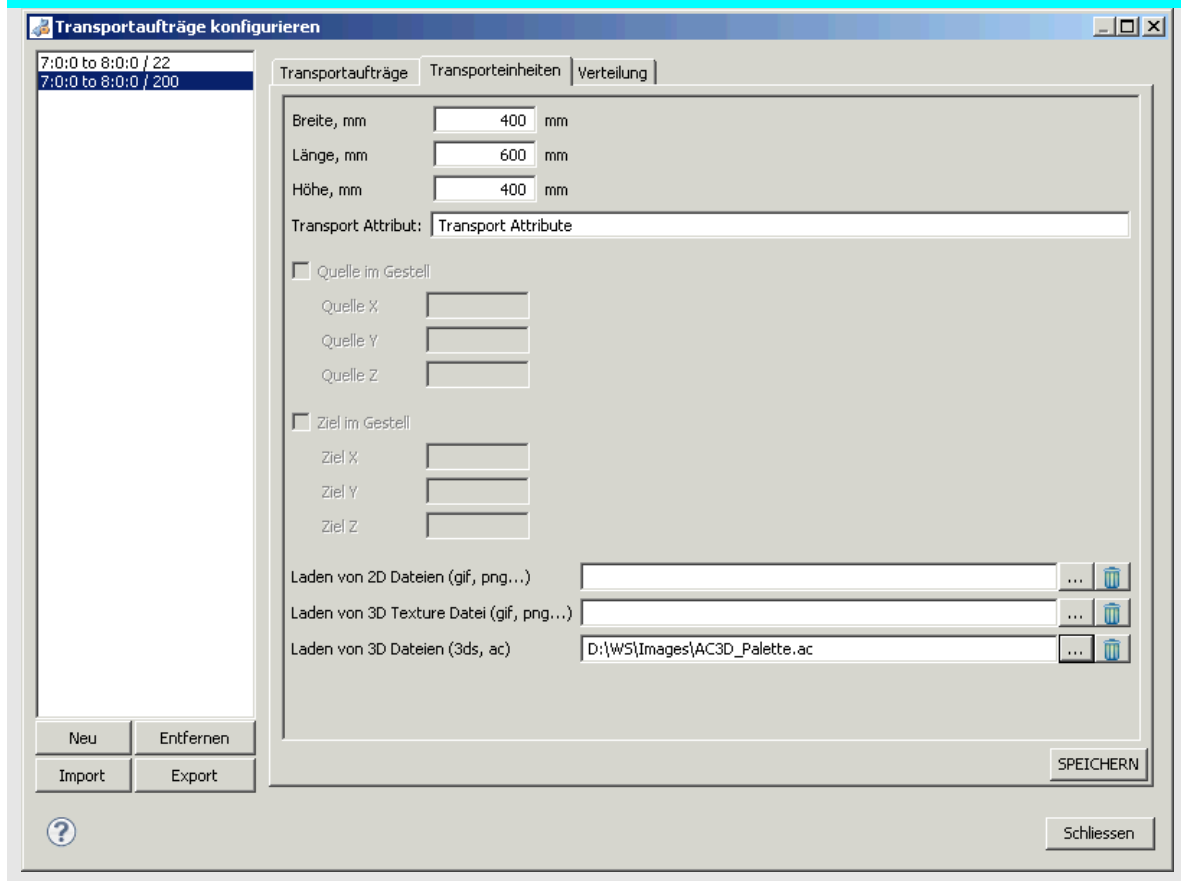 Transportaufträge konfigurieren
7:0:0 to 8:0:0 / 22
7:0:0 to 8:0:0 / 200
Transportaufträge Transporteinheiten Verteilung
Breite, mm 400 mm
Länge, mm 600 mm
Höhe, mm 400 mm
Transport Attribut: Transport Attribute
Quelle im Gestell
Quelle X
Quelle Y
Quelle Z
Ziel im Gestell
Ziel X
Ziel Y
Ziel Z
Laden von 2D Dateien (gif, png...) ...
Laden von 3D Texture Datei (gif, png...) ...
Laden von 3D Dateien (3ds, ac) D:\WS\Images\AC3D_Palette.ac ...
Neu Entfernen
Import Export
SPEICHERN
?
Schliessen